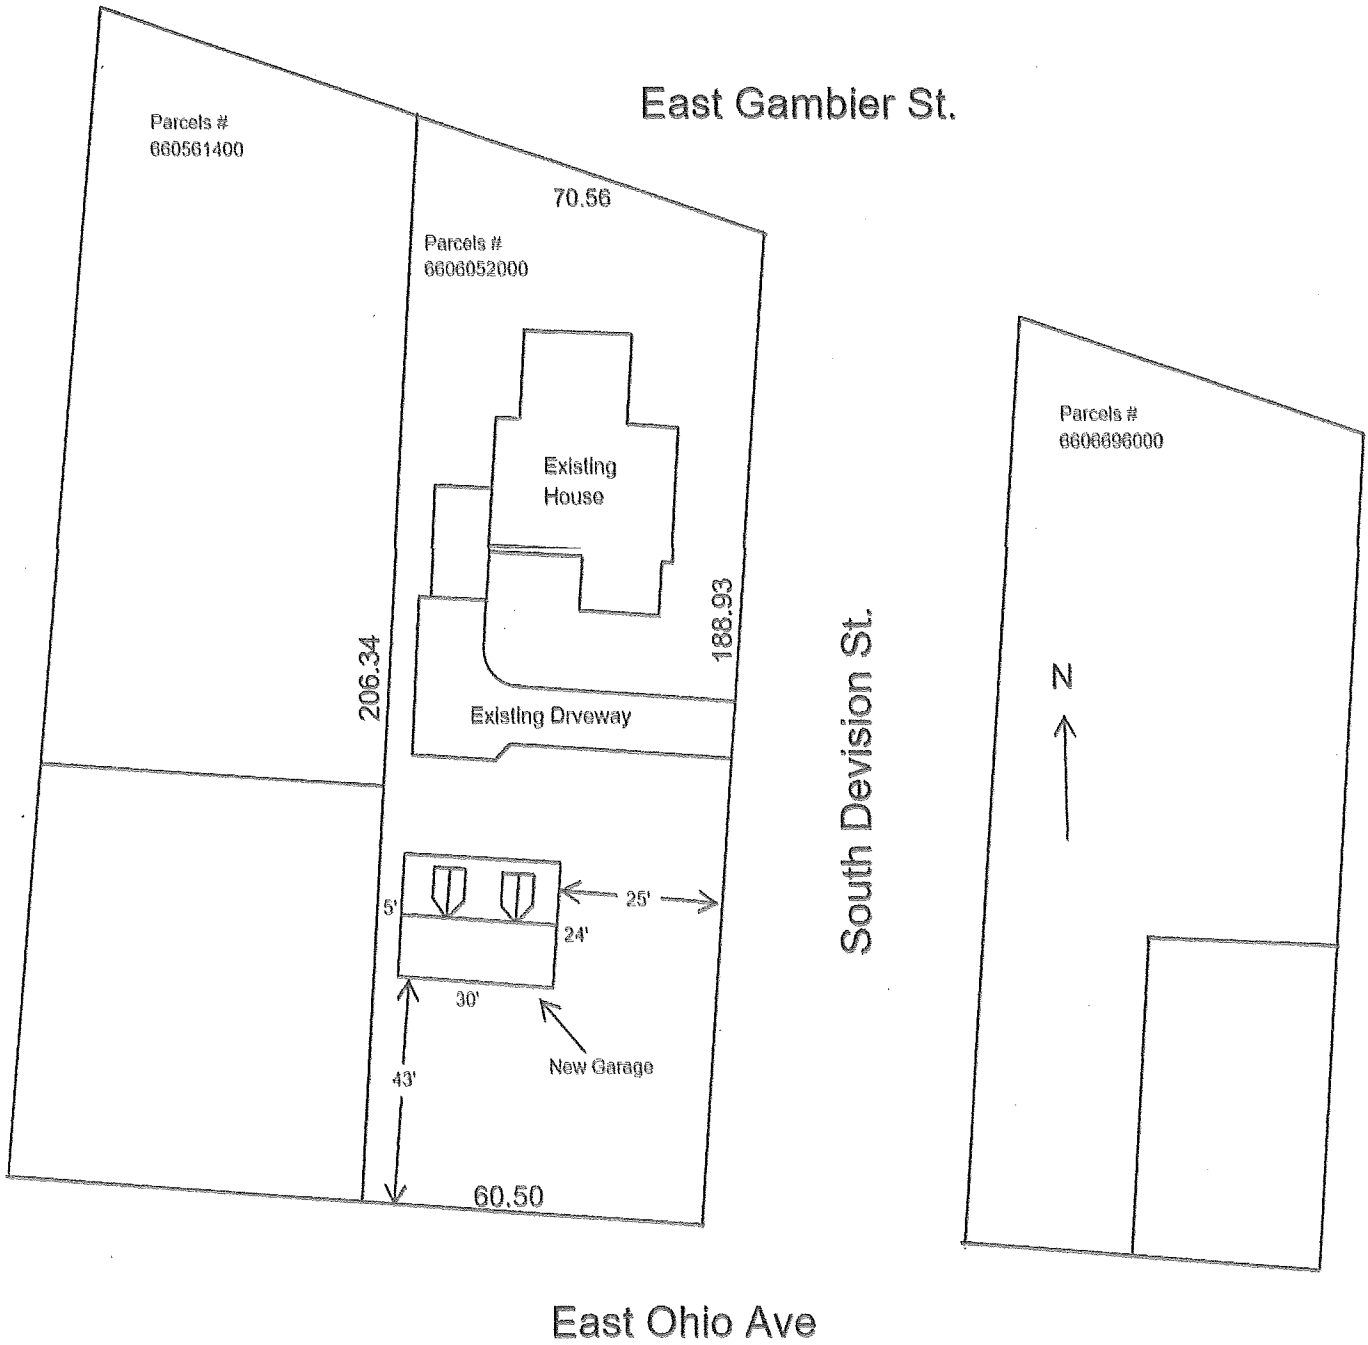 East Gambier St.
Parcels #
660561400
70.56
Parcels #
6606052000
Parcels #
6606696000
Existing
House
188.93
206.34
South Devision St.
N
Existing Drveway
5'
25'
24'
30'
New Garage
43'
60.50
East Ohio Ave